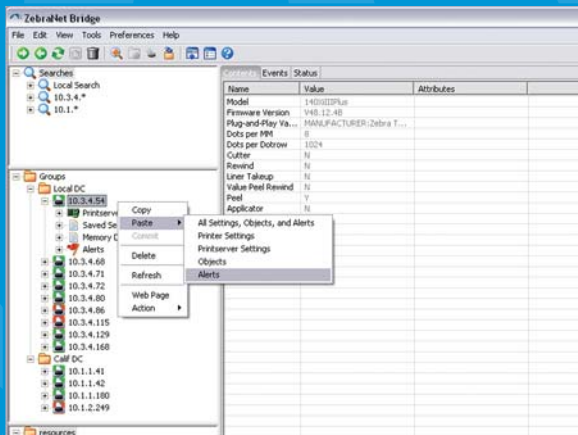 ZebraNet Bridge
File Edit View Tools Preferences Help
Searches
Local Search
10.3.4.*
10.1.*
Contents Events Status
Name Value Attributes
Model 140XIIIPlus
Firmware Version V48.12.4B
Plug-and-Play Va... MANUFACTURER:Zebra T...
Dots per MM 8
Dots per Dotrow 1024
Cutter N
Rewind N
Liner Takeup N
Value Peel Rewind N
Peel Y
Applicator N
Groups
Local DC
10.3.4.54
Printserve
Saved Se
Memory D
Alerts
10.3.4.68
10.3.4.71
10.3.4.72
10.3.4.80
10.3.4.86
10.3.4.115
10.3.4.129
10.3.4.168
Calif DC
10.1.1.41
10.1.1.42
10.1.1.180
10.1.2.249
Copy
Paste
Commit
Delete
Refresh
Web Page
Action
All Settings, Objects, and Alerts
Printer Settings
Printserver Settings
Objects
Alerts
resources